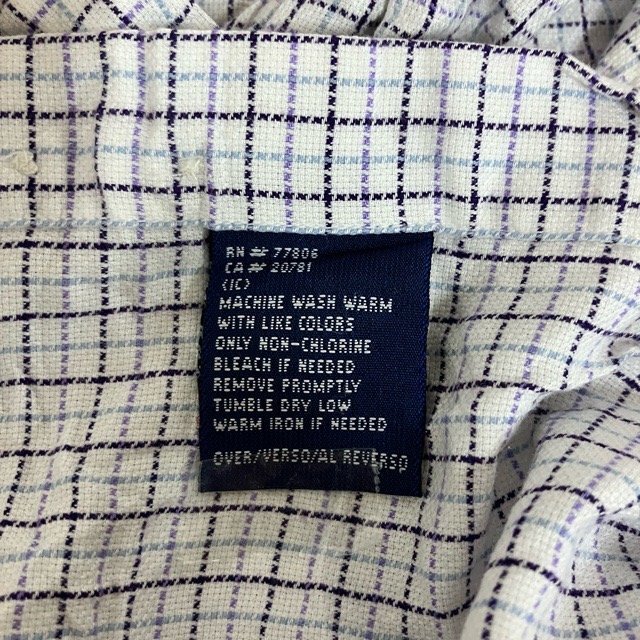 RN # 77806
CA # 20781
(IC)
MACHINE WASH WARM
WITH LIKE COLORS
ONLY NON-CHLORINE
BLEACH IF NEEDED
REMOVE PROMPTLY
TUMBLE DRY LOW
WARM IRON IF NEEDED
OVER/VERSO/AL REVERSO